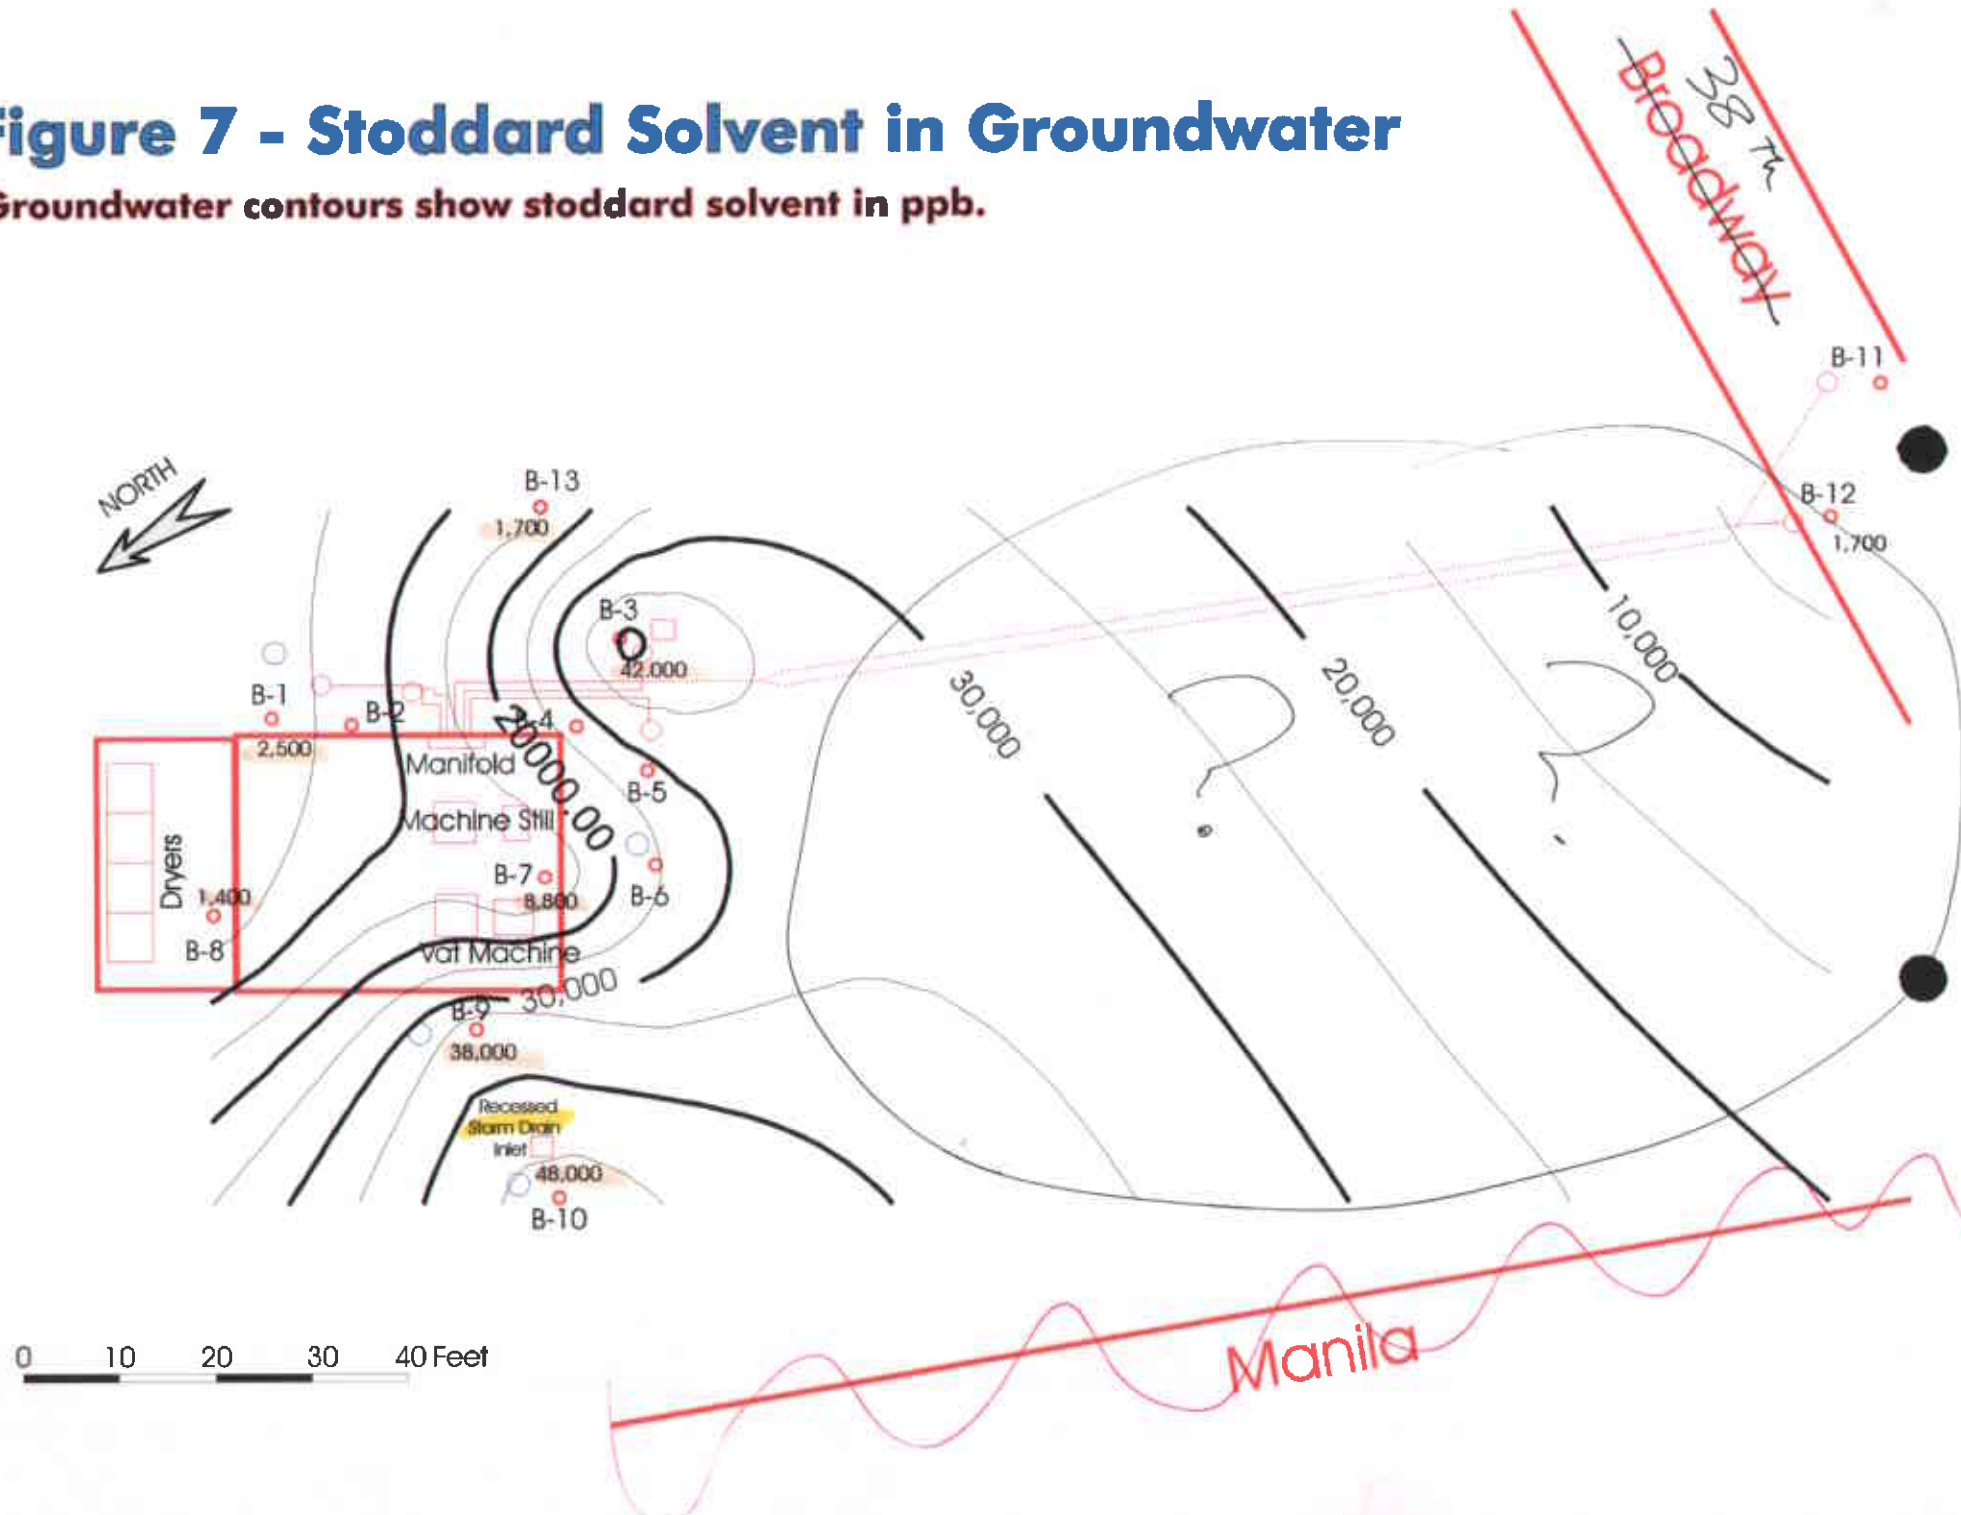 Figure 7 - Stoddard Solvent in Groundwater
Groundwater contours show stoddard solvent in ppb.
38 Th
Broadway
B-11
B-12
1,700
NORTH
B-13
1,700
B-3
42.000
B-1
2,500
B-2
B-4
20000.00
Manifold
B-5
Machine Still
Dryers
B-7
8,800
B-6
1,400
B-8
Vat Machine
30,000
B-9
38,000
Recessed
Storm Drain
Inlet
48,000
B-10
30,000
20,000
10,000
?
?
0 10 20 30 40 Feet
Manila